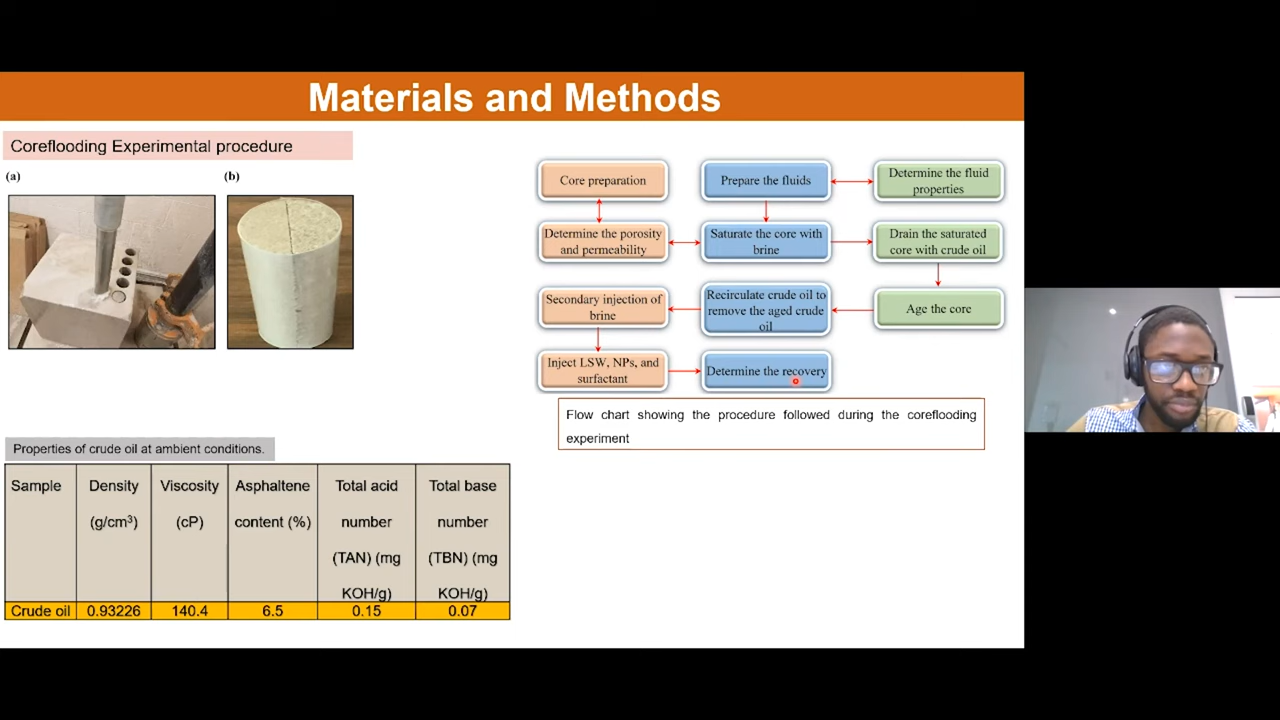 Materials and Methods
Coreflooding Experimental procedure
(a)
(b)
Core preparation
Prepare the fluids
Determine the fluid
properties
Determine the porosity
and permeability
Saturate the core with
brine
Drain the saturated
core with crude oil
Secondary injection of
brine
Recirculate crude oil to
remove the aged crude
oil
Age the core
Inject LSW, NPs, and
surfactant
Determine the recovery
Flow chart showing the procedure followed during the coreflooding
experiment
Properties of crude oil at ambient conditions.
Sample
Density
(g/cm³)
Viscosity
(cP)
Asphaltene
content (%)
Total acid
number
(TAN) (mg
KOH/g)
Total base
number
(TBN) (mg
KOH/g)
Crude oil 0.93226 140.4 6.5 0.15 0.07